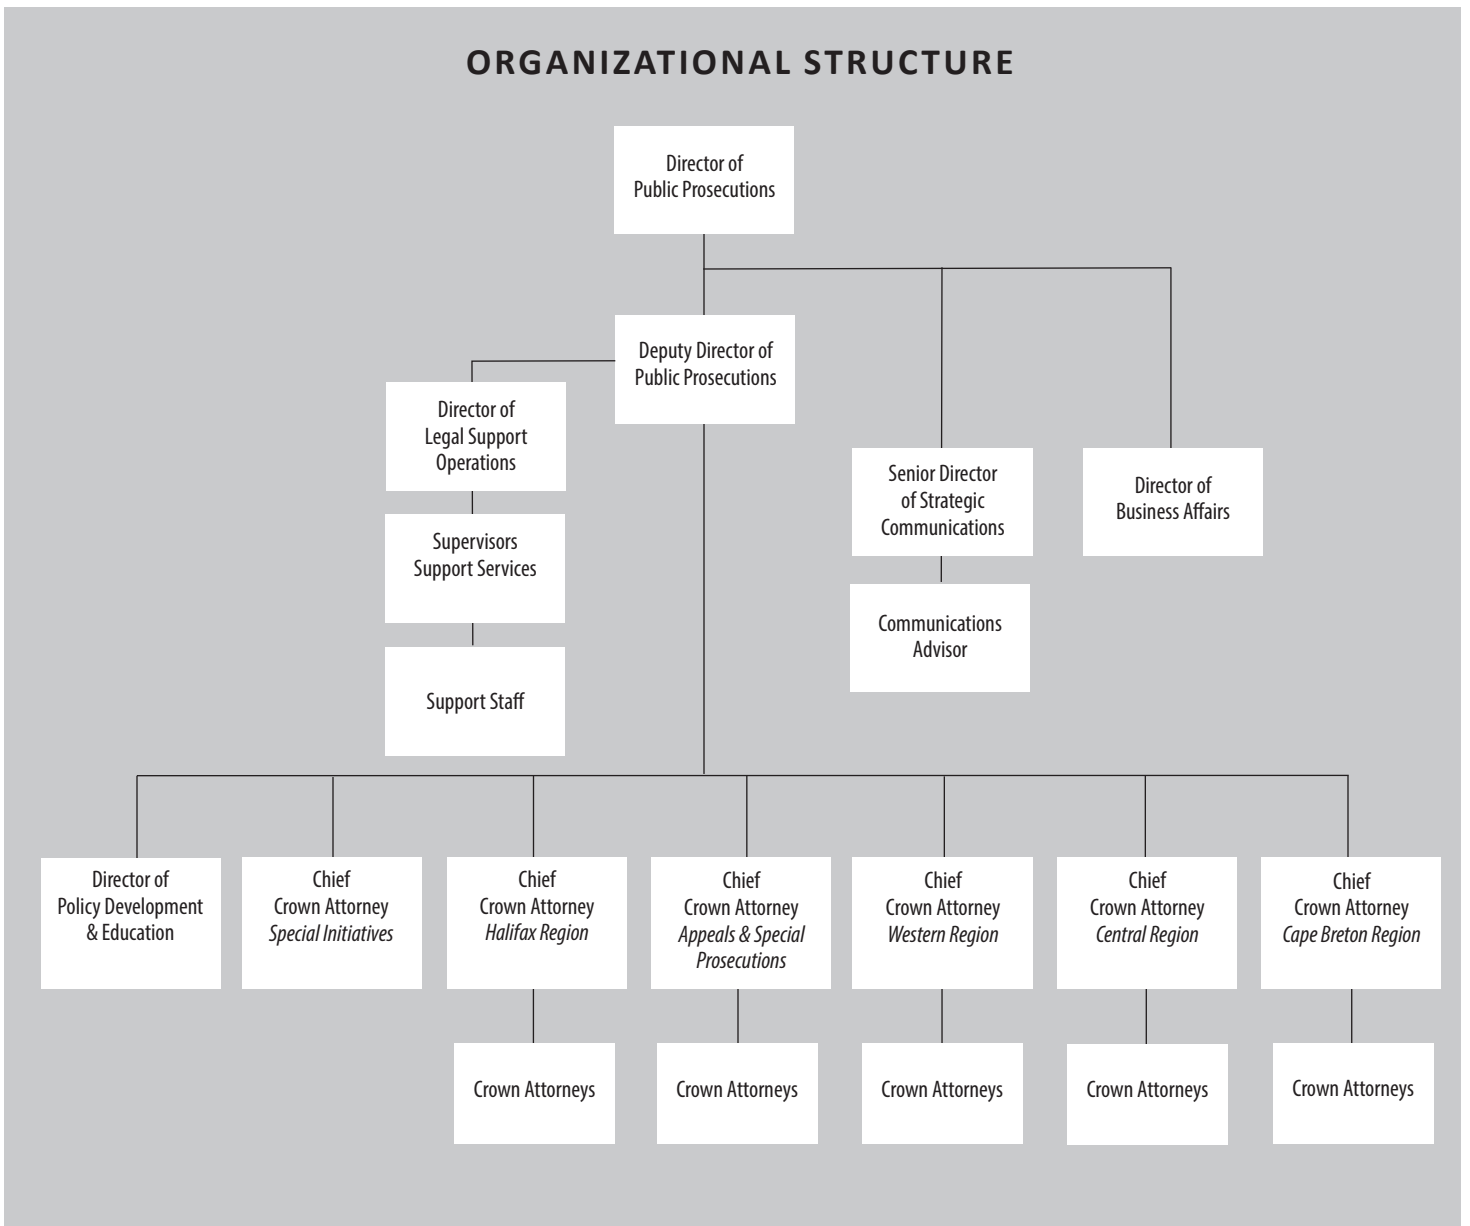 ORGANIZATIONAL STRUCTURE
Director of
Public Prosecutions
Deputy Director of
Public Prosecutions
Director of
Legal Support
Operations
Supervisors
Support Services
Support Staff
Senior Director
of Strategic
Communications
Communications
Advisor
Director of
Business Affairs
Director of
Policy Development
& Education
Chief
Crown Attorney
Special Initiatives
Chief
Crown Attorney
Halifax Region
Chief
Crown Attorney
Appeals & Special
Prosecutions
Chief
Crown Attorney
Western Region
Chief
Crown Attorney
Central Region
Chief
Crown Attorney
Cape Breton Region
Crown Attorneys
Crown Attorneys
Crown Attorneys
Crown Attorneys
Crown Attorneys